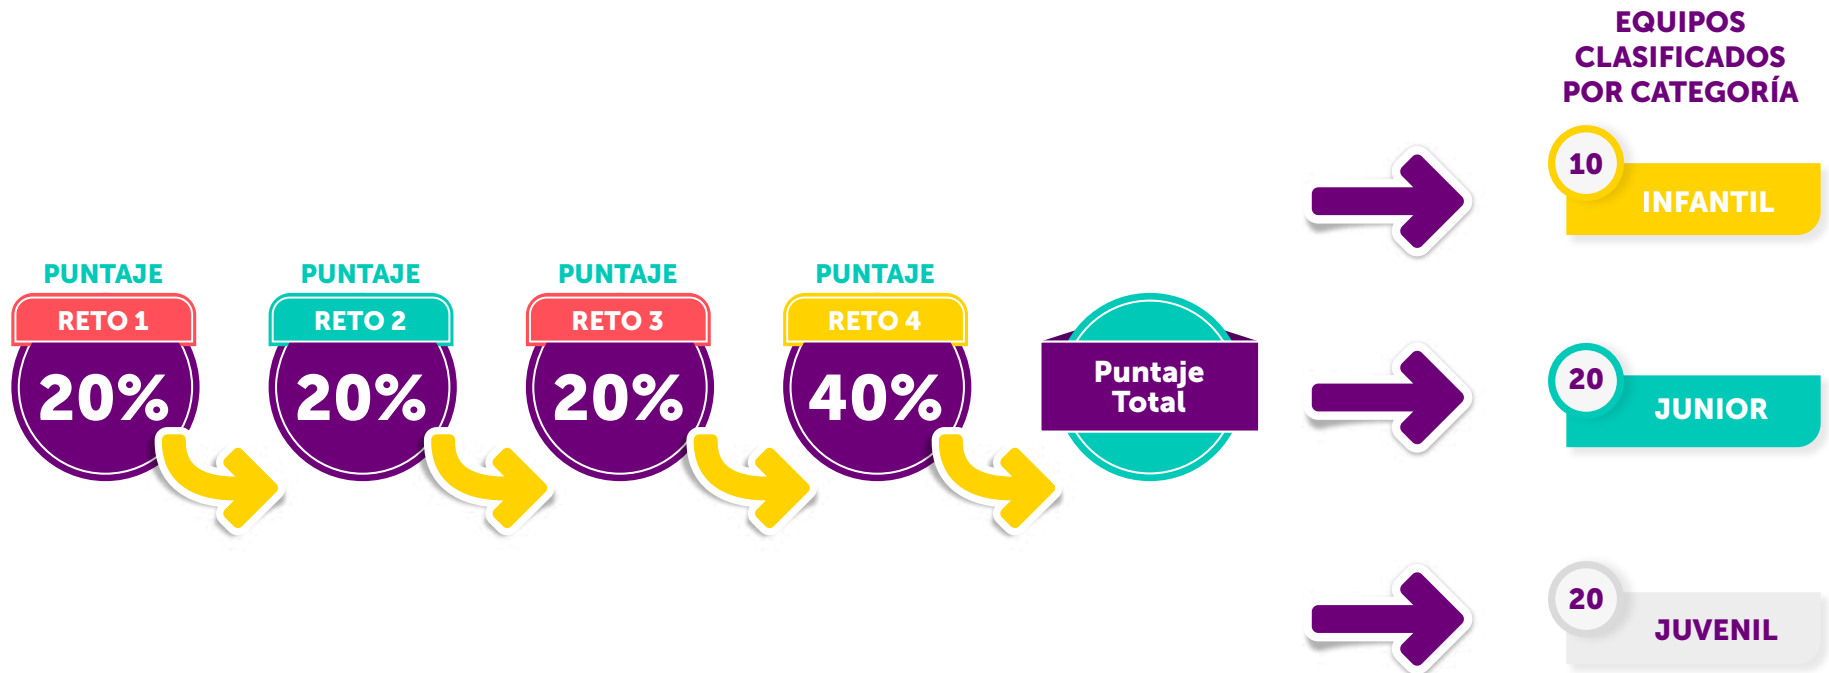 PUNTAJE
RETO 1
20%
PUNTAJE
RETO 2
20%
PUNTAJE
RETO 3
20%
PUNTAJE
RETO 4
40%
Puntaje
Total
EQUIPOS
CLASIFICADOS
POR CATEGORÍA
10
INFANTIL
20
JUNIOR
20
JUVENIL